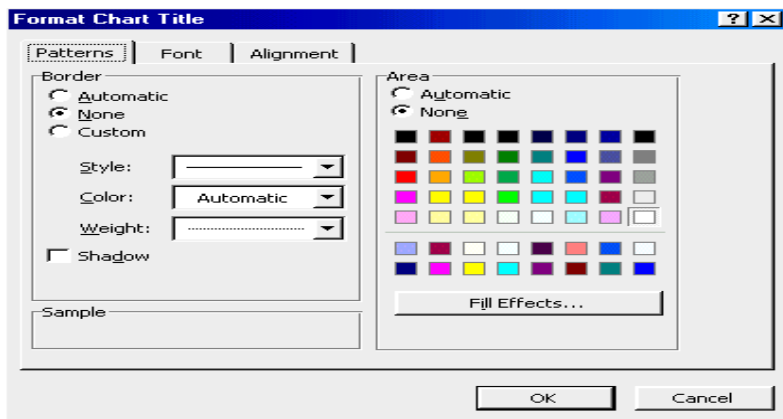 Format Chart Title
Patterns Font Alignment
Border
Automatic
None
Custom
Style:
Color: Automatic
Weight:
Shadow
Sample
Area
Automatic
None
Fill Effects...
OK Cancel